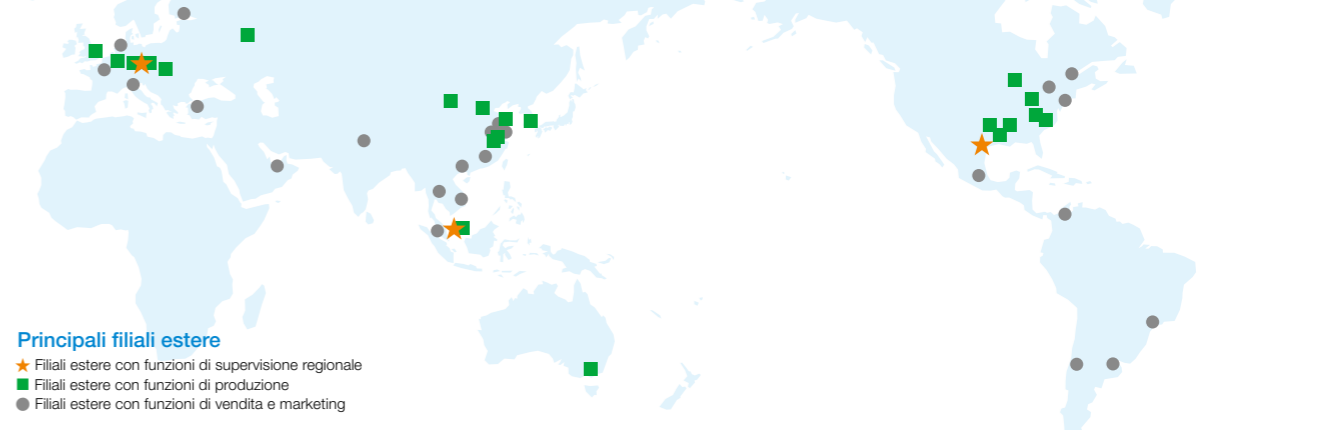 Principali filiali estere
Filiali estere con funzioni di supervisione regionale
Filiali estere con funzioni di produzione
Filiali estere con funzioni di vendita e marketing